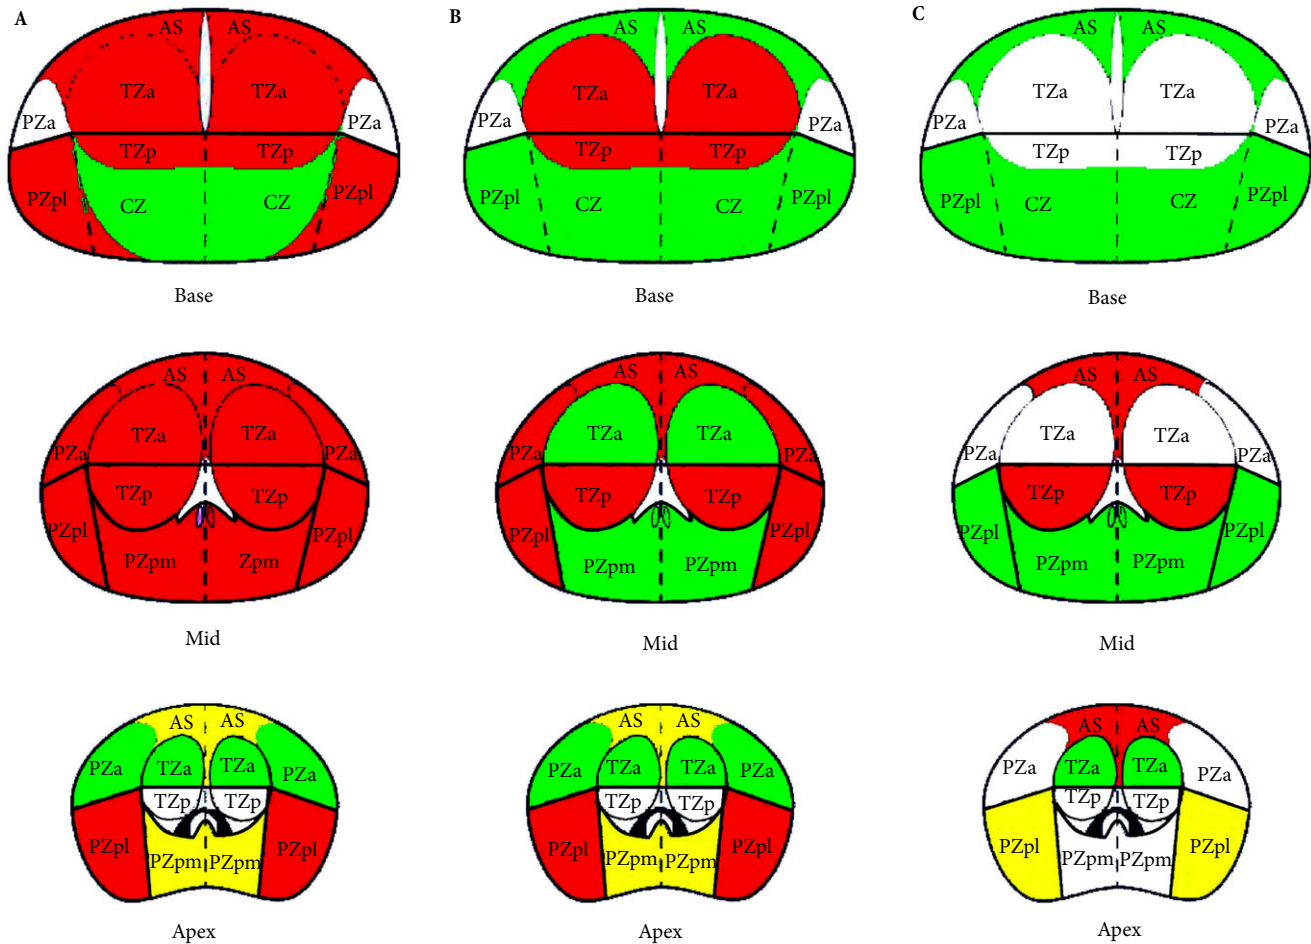 A
AS AS
TZa TZa
PZa PZa
TZp TZp
PZpl PZpl
CZ CZ
Base
AS AS
TZa TZa
PZa PZa
TZp TZp
PZpl PZpl
PZpm Zpm
Mid
AS AS
PZa TZa TZa PZa
TZp TZp
PZpl PZpl
PZpm PZpm
Apex
B
AS AS
TZa TZa
PZa PZa
TZp TZp
PZpl PZpl
CZ CZ
Base
AS AS
TZa TZa
PZa PZa
TZp TZp
PZpl PZpl
PZpm PZpm
Mid
AS AS
PZa TZa TZa PZa
TZp TZp
PZpl PZpl
PZpm PZpm
Apex
C
AS AS
TZa TZa
PZa PZa
TZp TZp
PZpl PZpl
CZ CZ
Base
AS AS
TZa TZa
PZa PZa
TZp TZp
PZpl PZpl
PZpm PZpm
Mid
AS AS
PZa TZa TZa PZa
TZp TZp
PZpl PZpl
PZpm PZpm
Apex